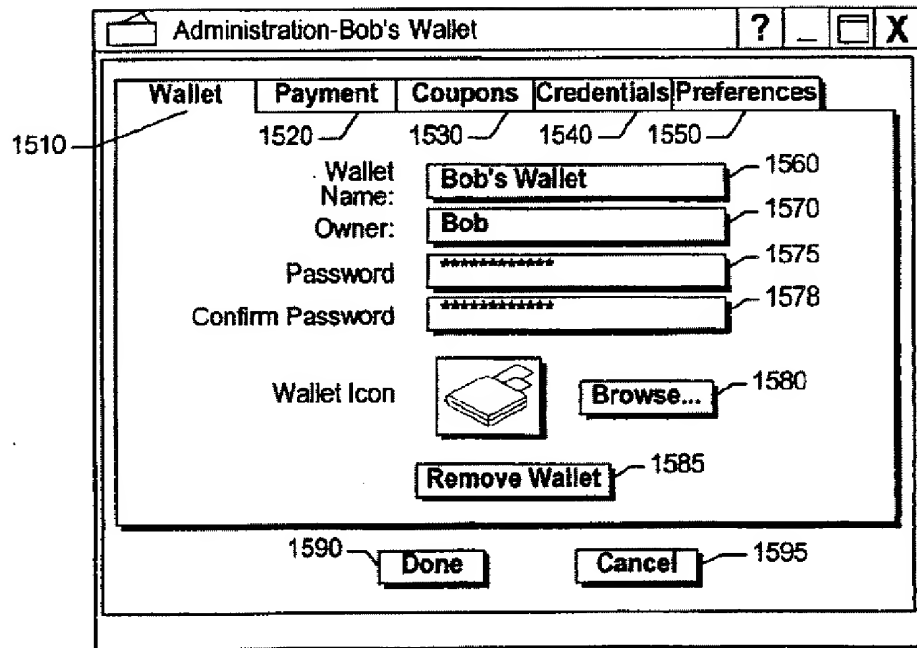 Administration-Bob's Wallet ? _ X
Wallet Payment Coupons Credentials Preferences
1510 1520 1530 1540 1550
Wallet Name: Bob's Wallet 1560
Owner: Bob 1570
Password ************ 1575
Confirm Password ************ 1578
Wallet Icon Browse... 1580
Remove Wallet 1585
1590 Done Cancel 1595